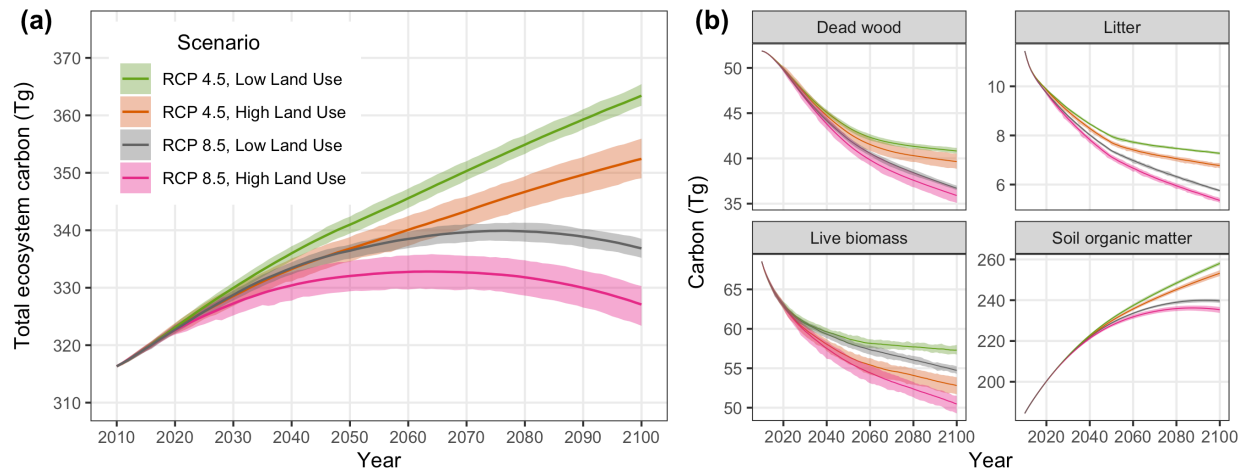 (a)
Total ecosystem carbon (Tg)
370
360
350
340
330
320
310
Scenario
RCP 4.5, Low Land Use
RCP 4.5, High Land Use
RCP 8.5, Low Land Use
RCP 8.5, High Land Use
2010 2020 2030 2040 2050 2060 2070 2080 2090 2100
Year
(b)
Carbon (Tg)
Dead wood
50
45
40
35
Litter
10
8
6
Live biomass
65
60
55
50
2020 2040 2060 2080 2100
Soil organic matter
260
240
220
200
2020 2040 2060 2080 2100
Year